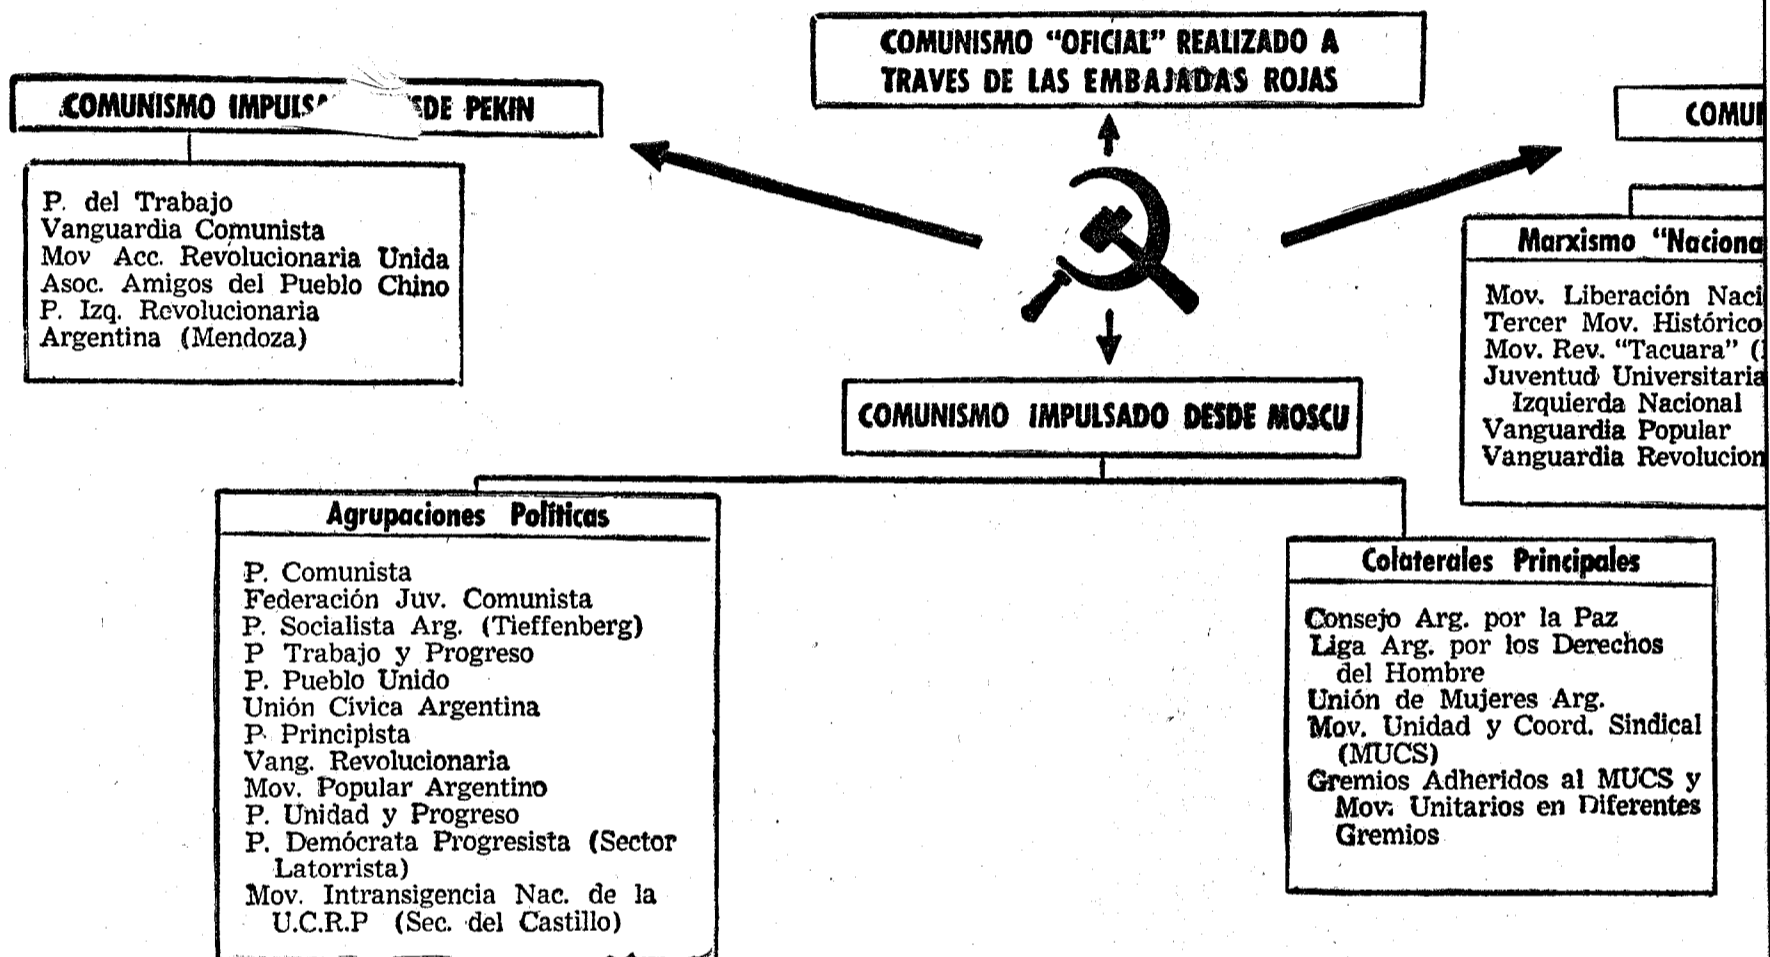 COMUNISMO "OFICIAL" REALIZADO A
TRAVES DE LAS EMBAJADAS ROJAS
COMUNISMO IMPULS DE PEKIN
P. del Trabajo
Vanguardia Comunista
Mov Acc. Revolucionaria Unida
Asoc. Amigos del Pueblo Chino
P. Izq. Revolucionaria
Argentina (Mendoza)
COMUN
Marxismo "Naciona
Mov. Liberación Naci
Tercer Mov. Histórico
Mov. Rev. "Tacuara" (
Juventud Universitaria
Izquierda Nacional
Vanguardia Popular
Vanguardia Revolucion
COMUNISMO IMPULSADO DESDE MOSCU
Agrupaciones Políticas
P. Comunista
Federación Juv. Comunista
P. Socialista Arg. (Tieffenberg)
P Trabajo y Progreso
P. Pueblo Unido
Unión Cívica Argentina
P. Principista
Vang. Revolucionaria
Mov. Popular Argentino
P. Unidad y Progreso
P. Demócrata Progresista (Sector
Latorrista)
Mov. Intransigencia Nac. de la
U.C.R.P (Sec. del Castillo)
Colaterales Principales
Consejo Arg. por la Paz
Liga Arg. por los Derechos
del Hombre
Unión de Mujeres Arg.
Mov. Unidad y Coord. Sindical
(MUCS)
Gremios Adheridos al MUCS y
Mov. Unitarios en Diferentes
Gremios